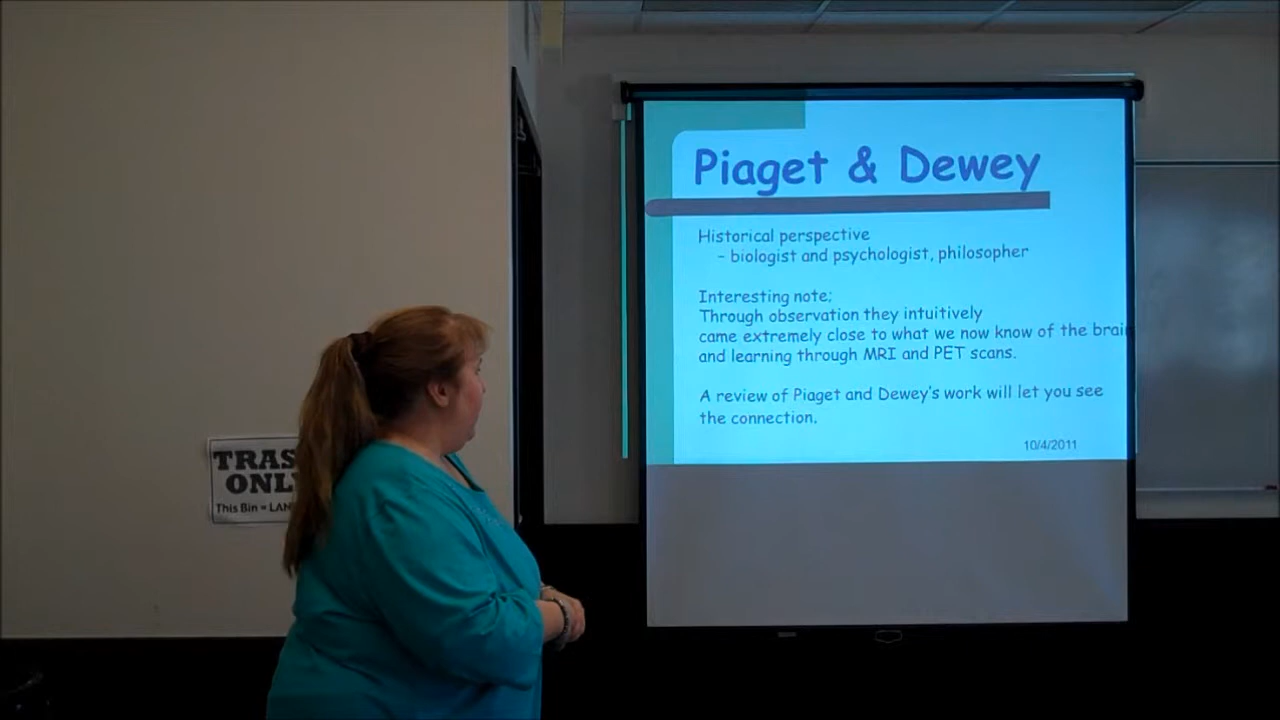 Piaget & Dewey
Historical perspective
- biologist and psychologist, philosopher
Interesting note;
Through observation they intuitively
came extremely close to what we now know of the brain
and learning through MRI and PET scans.
A review of Piaget and Dewey's work will let you see
the connection.
10/4/2011
TRAS
ONL
This Bin = LAN